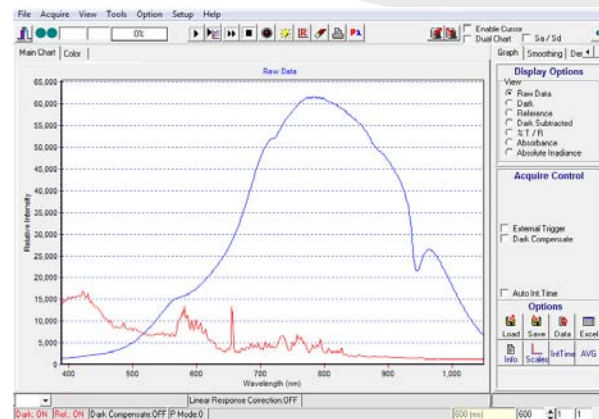 File Acquire View Tools Option Setup Help
0%
IR
P1
Enable Cursor
Dual Chart
Sa / Sd
Main Chart Color
Graph Smoothing
Raw Data
65,000
60,000
55,000
50,000
45,000
40,000
35,000
30,000
25,000
20,000
15,000
10,000
5,000
0
Relative Intensity
400 500 600 700 800 900 1,000
Wavelength (nm)
Display Options
View
Raw Data
Dark
Reference
Dark Subtracted
% T / R
Absorbance
Absolute Irradiance
Acquire Control
External Trigger
Dark Compensate
Auto Int.Time
Options
Load Save Data Excel
Info Scales IntTime AVG
Linear Response Correction:OFF
Dark: ON Ref.: ON Dark Compensate:OFF P Mode:0
600 (ms) 600 1 1